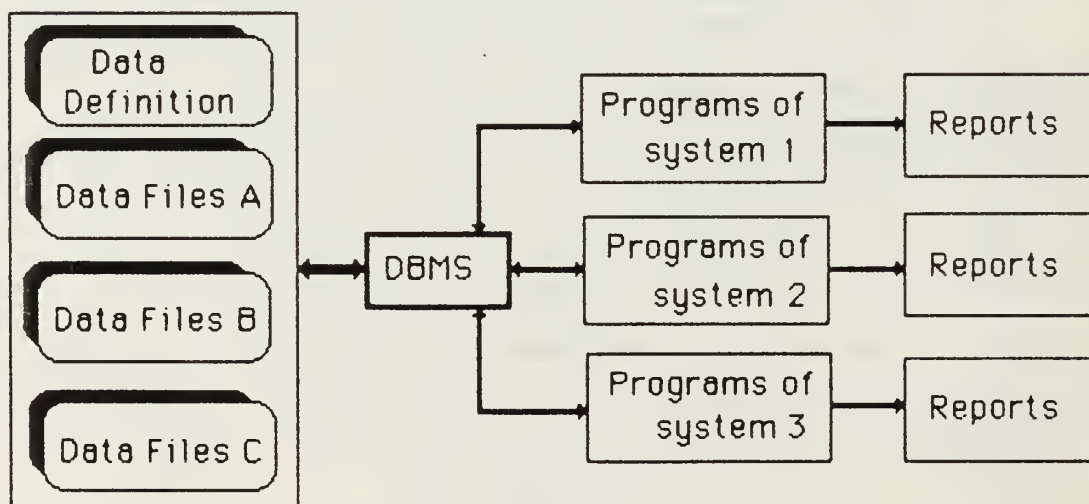 Data
Definition
Data Files A
Data Files B
Data Files C
DBMS
Programs of
system 1
Reports
Programs of
system 2
Reports
Programs of
system 3
Reports